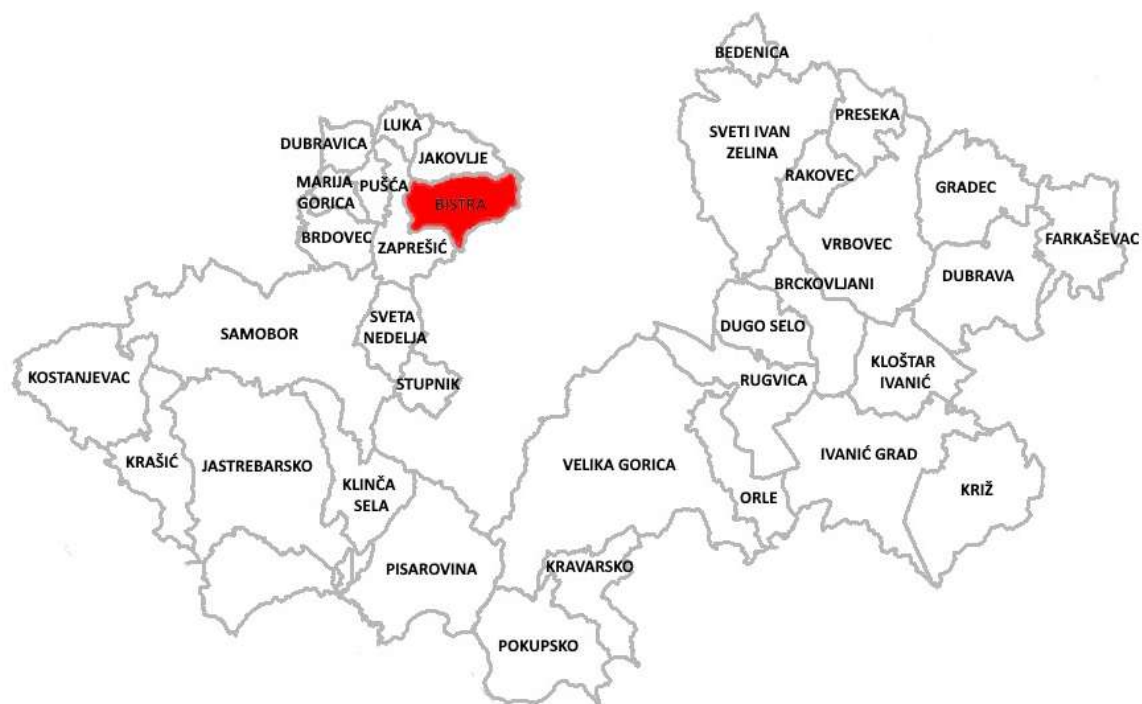 BEDENICA
PRESEKA
LUKA
SVETI IVAN
ZELINA
DUBRAVICA
JAKOVLJE
RAKOVEC
MARIJA
GORICA
PUŠĆA
GRADEC
BISTRA
BRDOVEC
ZAPREŠIĆ
VRBOVEC
FARKAŠEVAC
DUBRAVA
BRCKOVLJANI
SVETA
NEDELJA
DUGO SELO
SAMOBOR
KLOŠTAR
IVANIĆ
KOSTANJEVAC
STUPNIK
RUGVICA
KRAŠIĆ
JASTREBARSKO
KLINČA
SELA
VELIKA GORICA
IVANIĆ GRAD
ORLE
KRIŽ
PISAROVINA
KRAVARSKO
POKUPSKO